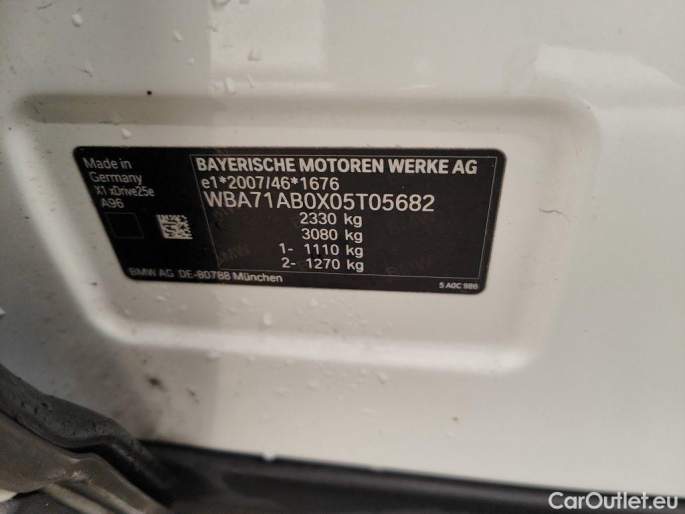 Made in
Germany
X1 xDrive25e
A96
BAYERISCHE MOTOREN WERKE AG
e1*2007/46*1676
WBA71AB0X05T05682
2330 kg
3080 kg
1- 1110 kg
2- 1270 kg
BMW AG DE-80788 München
5 A0C 986
CarOutlet.eu